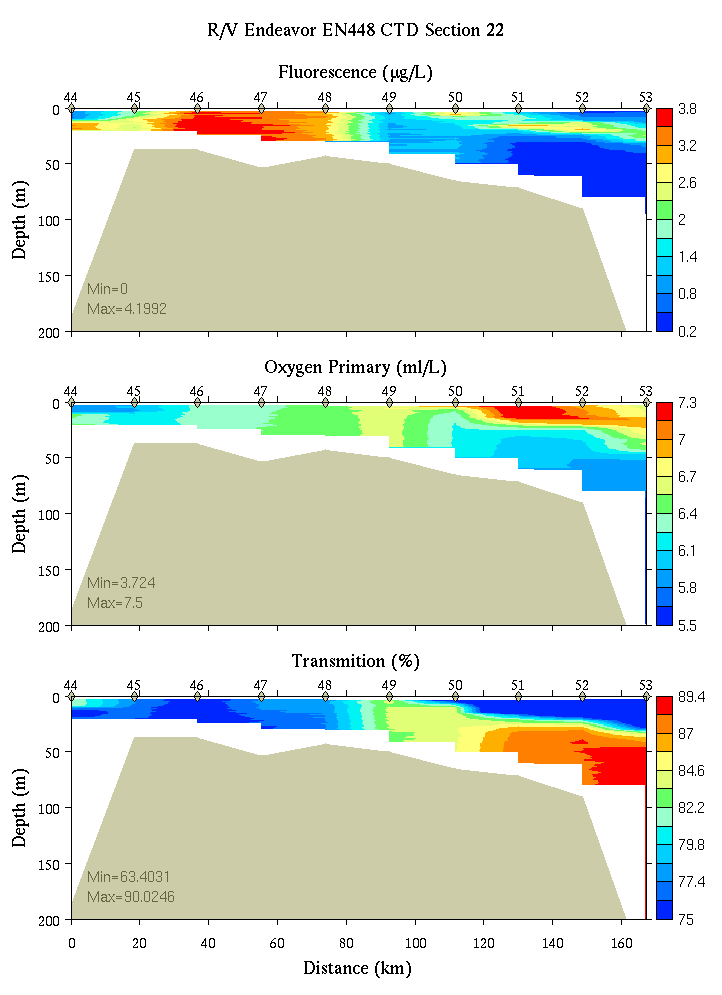 R/V Endeavor EN448 CTD Section 22
Fluorescence (µg/L)
44 45 46 47 48 49 50 51 52 53
0
50
100
150
200
Depth (m)
Min=0
Max=4.1992
3.8
3.2
2.6
2
1.4
0.8
0.2
Oxygen Primary (ml/L)
44 45 46 47 48 49 50 51 52 53
0
50
100
150
200
Depth (m)
Min=3.724
Max=7.5
7.3
7
6.7
6.4
6.1
5.8
5.5
Transmition (%)
44 45 46 47 48 49 50 51 52 53
0
50
100
150
200
Depth (m)
Min=63.4031
Max=90.0246
89.4
87
84.6
82.2
79.8
77.4
75
0 20 40 60 80 100 120 140 160
Distance (km)